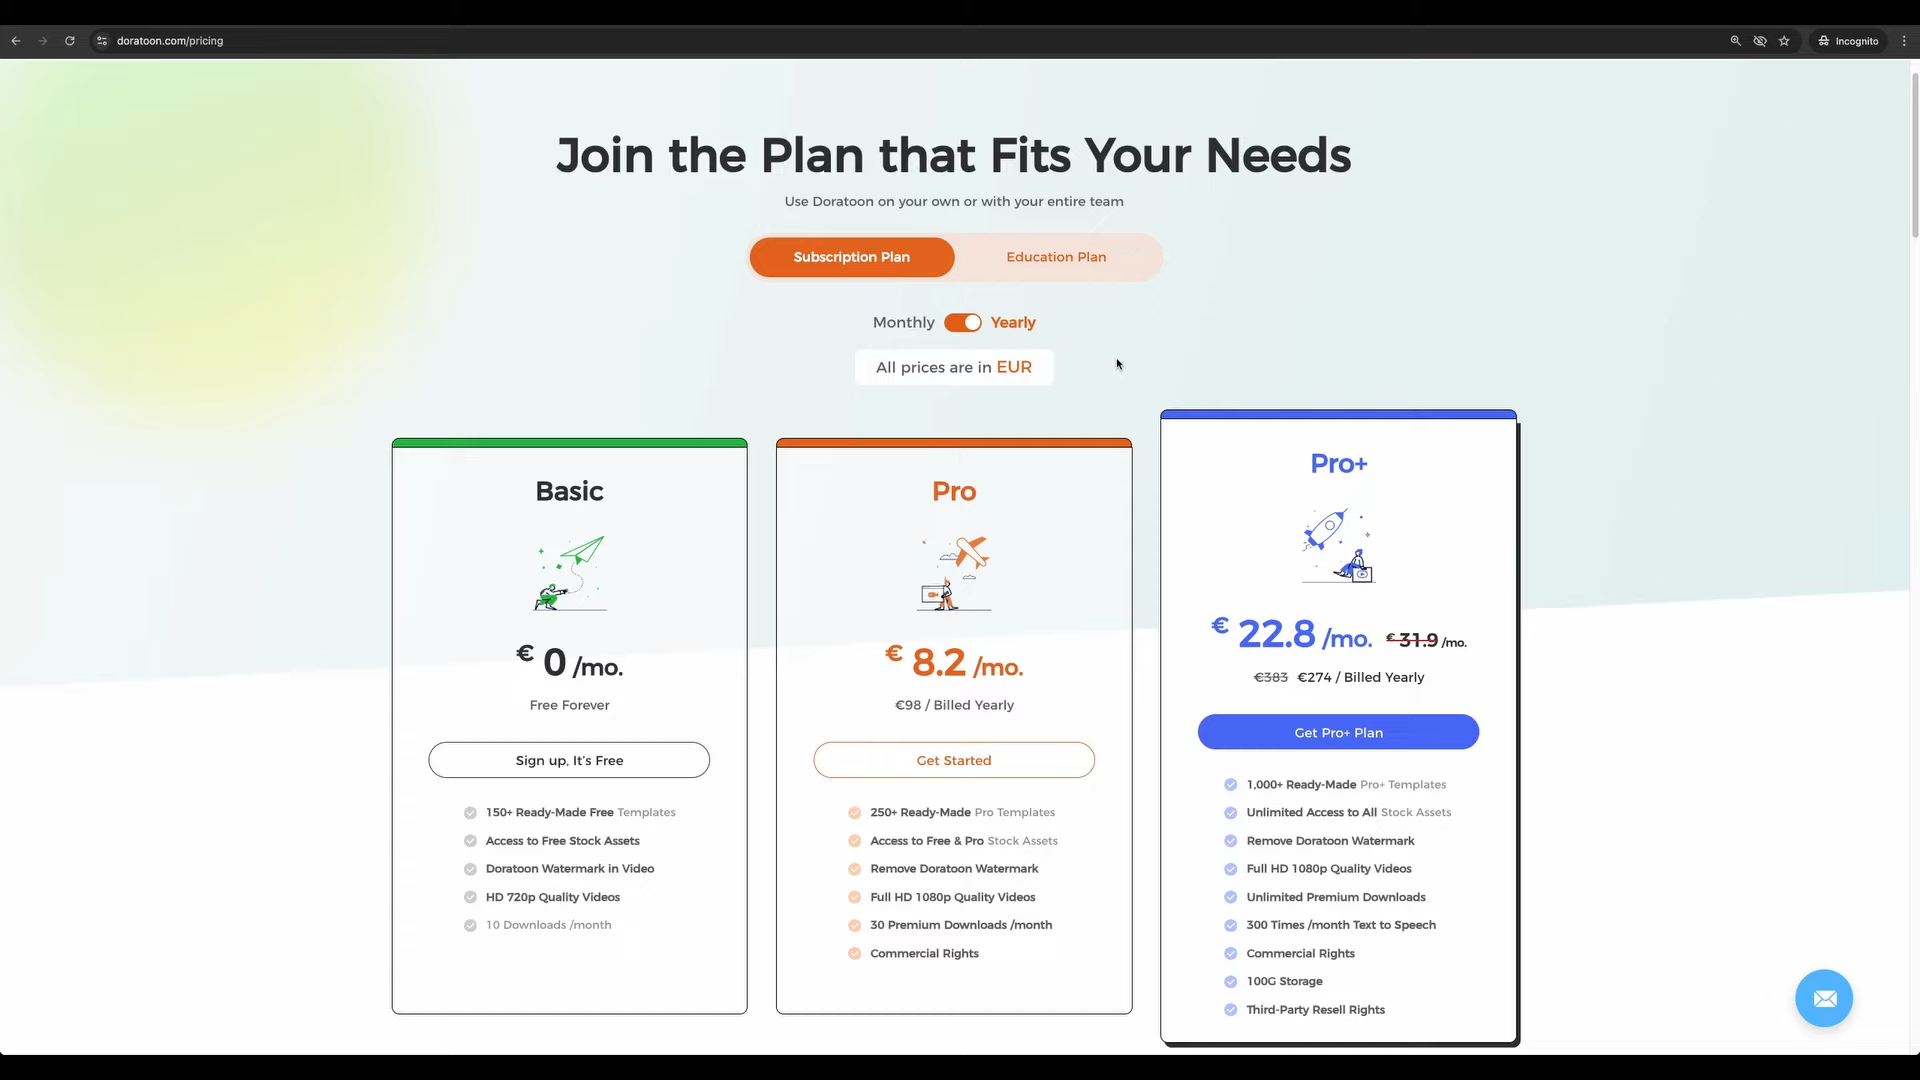 doratoon.com/pricing
Incognito
Join the Plan that Fits Your Needs
Use Doratoon on your own or with your entire team
Subscription Plan
Education Plan
Monthly
Yearly
All prices are in EUR
Basic
€ 0 /mo.
Free Forever
Sign up, It's Free
150+ Ready-Made Free Templates
Access to Free Stock Assets
Doratoon Watermark in Video
HD 720p Quality Videos
10 Downloads /month
Pro
€ 8.2 /mo.
€98 / Billed Yearly
Get Started
250+ Ready-Made Pro Templates
Access to Free & Pro Stock Assets
Remove Doratoon Watermark
Full HD 1080p Quality Videos
30 Premium Downloads /month
Commercial Rights
Pro+
€ 22.8 /mo. € 31.9 /mo.
€383 €274 / Billed Yearly
Get Pro+ Plan
1,000+ Ready-Made Pro+ Templates
Unlimited Access to All Stock Assets
Remove Doratoon Watermark
Full HD 1080p Quality Videos
Unlimited Premium Downloads
300 Times /month Text to Speech
Commercial Rights
100G Storage
Third-Party Resell Rights